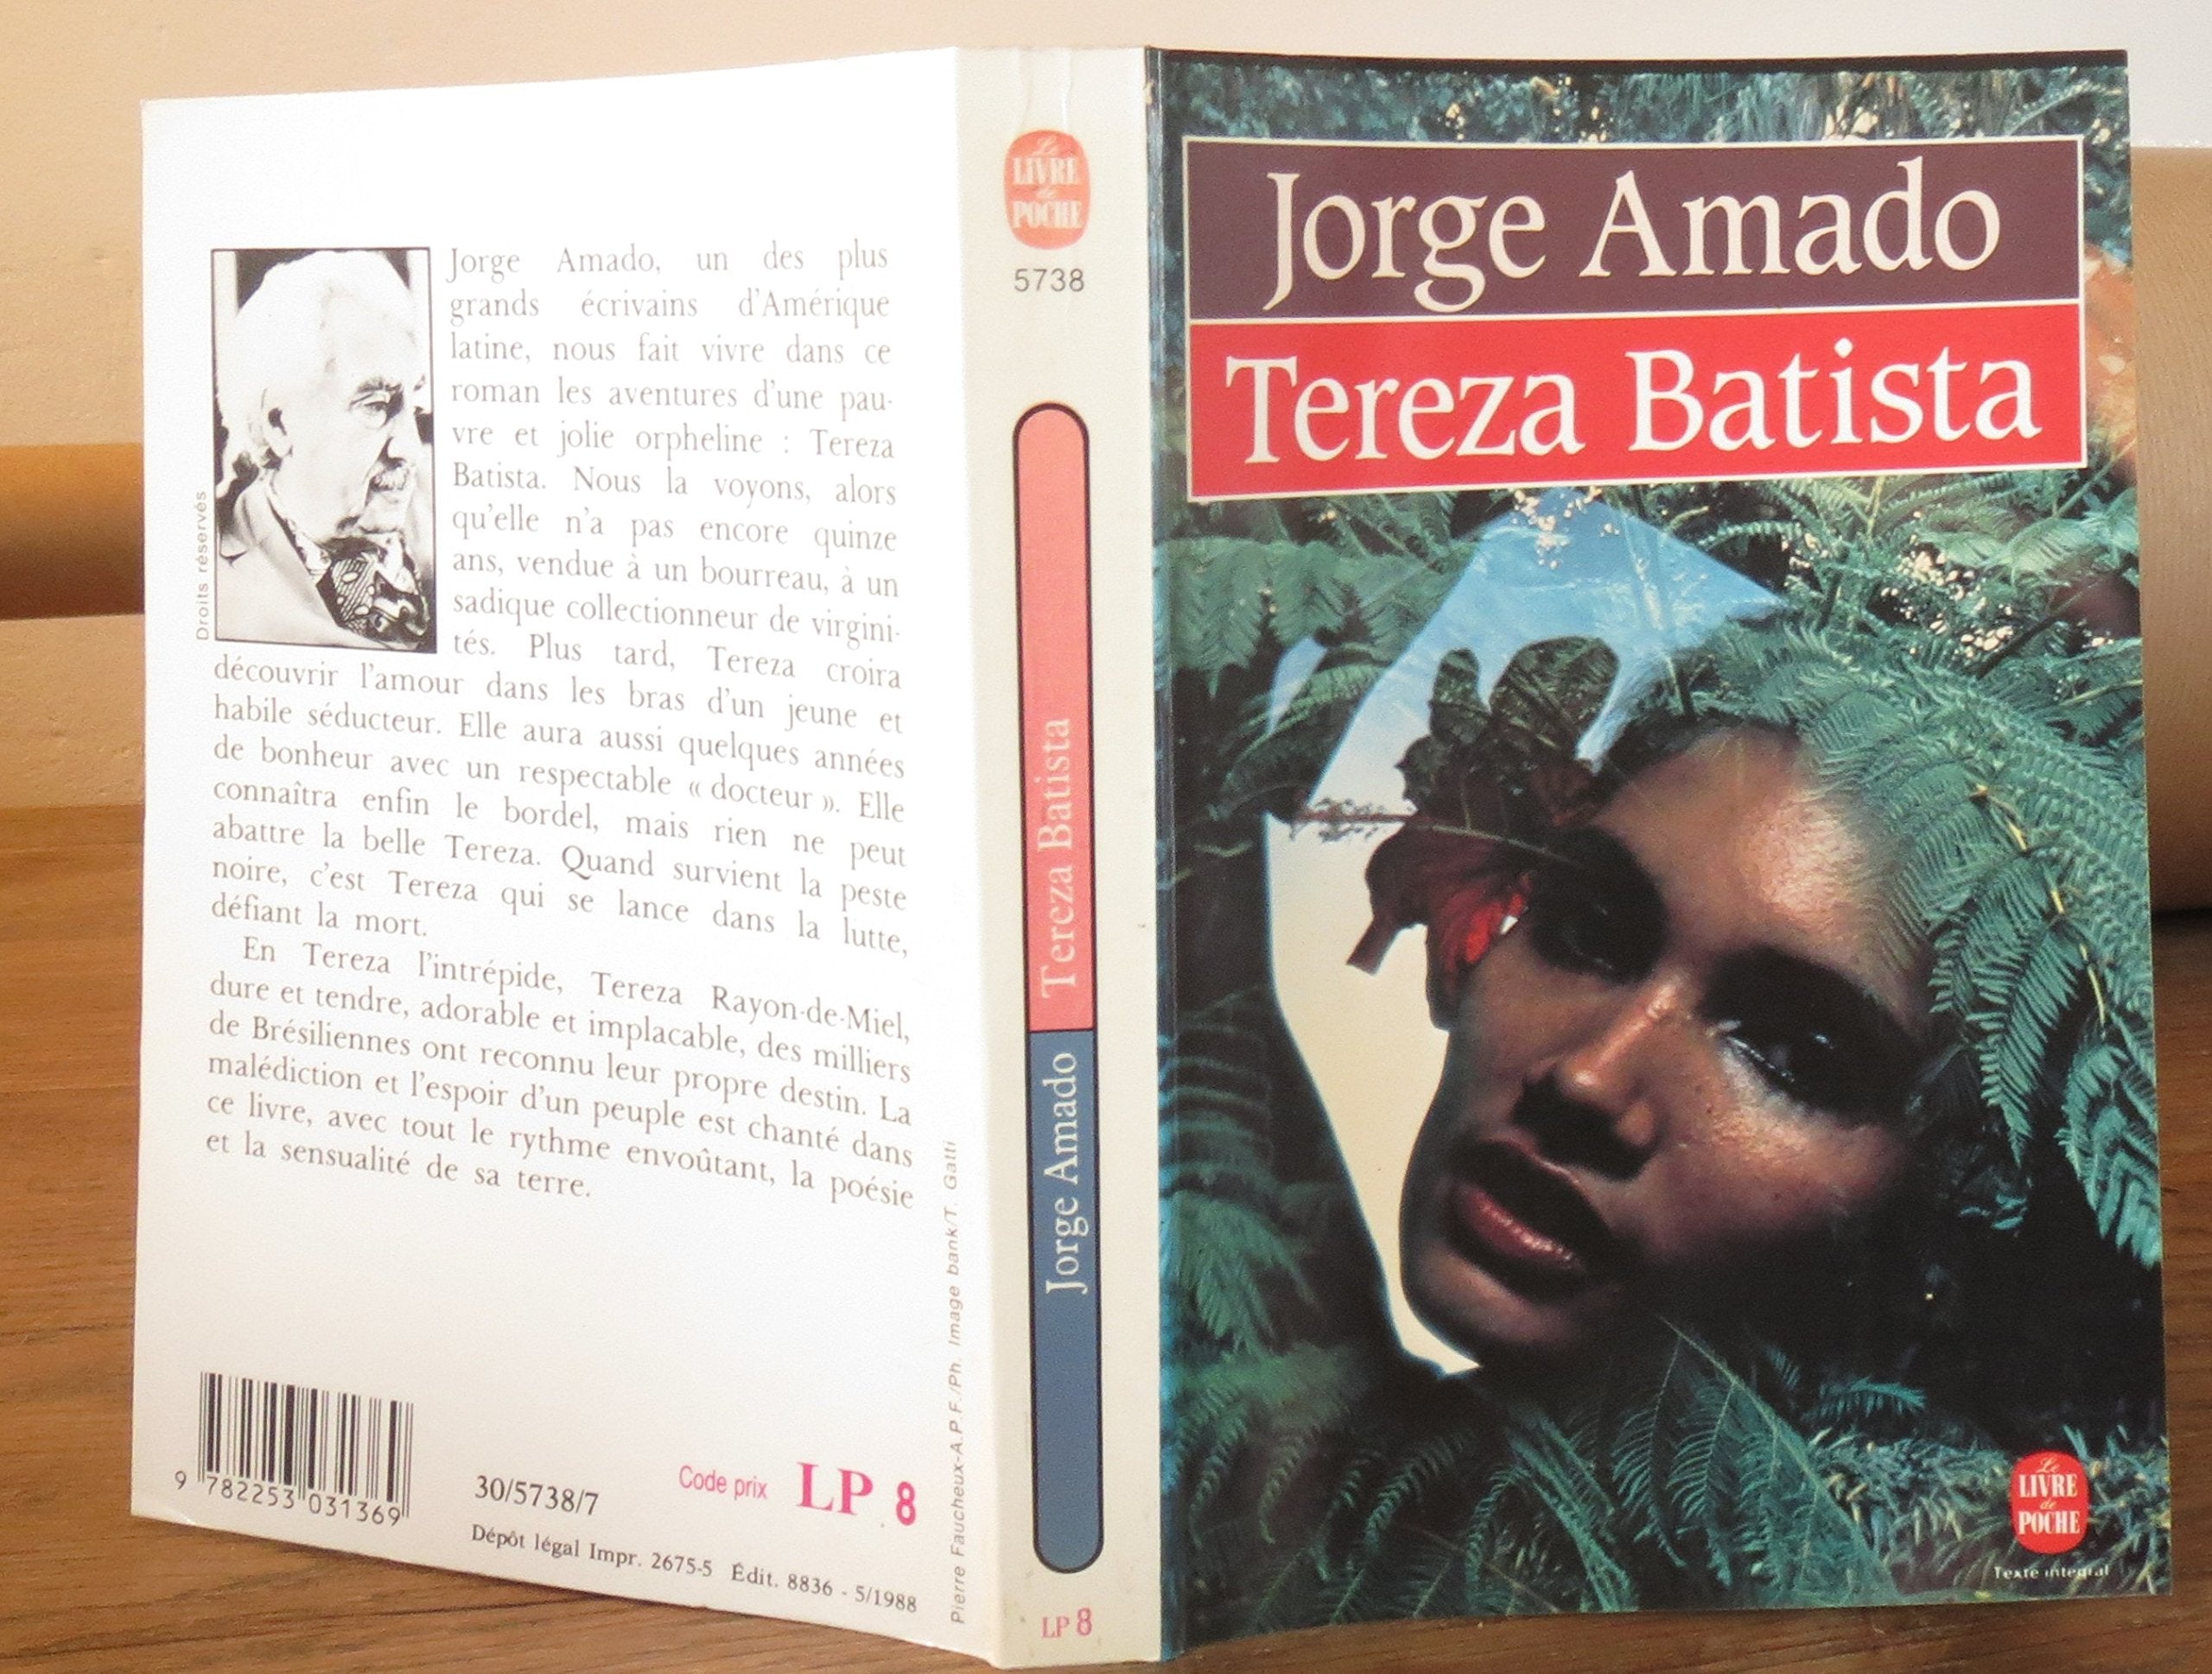 Jorge Amado, un des plus
grands écrivains d'Amérique
latine, nous fait vivre dans ce
roman les aventures d'une pau-
vre et jolie orpheline : Tereza
Batista. Nous la voyons, alors
qu'elle n'a pas encore quinze
ans, vendue à un bourreau, à un
sadique collectionneur de virgini-
tés. Plus tard, Tereza croira
découvrir l'amour dans les bras d'un jeune et
habile séducteur. Elle aura aussi quelques années
de bonheur avec un respectable « docteur ». Elle
connaîtra enfin le bordel, mais rien ne peut
abattre la belle Tereza. Quand survient la peste
noire, c'est Tereza qui se lance dans la lutte,
défiant la mort.
En Tereza l'intrépide, Tereza Rayon-de-Miel,
dure et tendre, adorable et implacable, des milliers
de Brésiliennes ont reconnu leur propre destin. La
malédiction et l'espoir d'un peuple est chanté dans
ce livre, avec tout le rythme envoûtant, la poésie
et la sensualité de sa terre.
Droits réservés
9 782253 031369
30/5738/7
Code prix LP 8
Dépôt légal Impr. 2675-5 Édit. 8836 - 5/1988
Pierre Faucheux-A.P.F./Ph. Image bank/T. Gatti
Le
LIVRE
de
POCHE
5738
Jorge Amado Tereza Batista
LP 8
Jorge Amado
Tereza Batista
Le
LIVRE
de
POCHE
Texte intégral